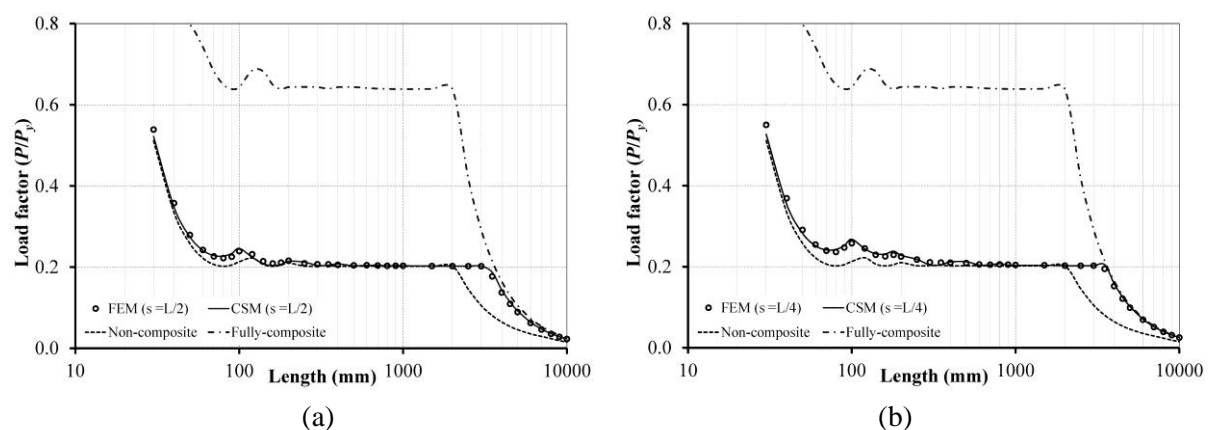 0.8
0.6
0.4
0.2
0.0
Load factor (P/Py)
FEM (s =L/2) CSM (s=L/2)
Non-composite Fully-composite
10 100 1000 10000
Length (mm)
(a)
0.8
0.6
0.4
0.2
0.0
Load factor (P/Py)
FEM (s=L/4) CSM (s=L/4)
Non-composite Fully-composite
10 100 1000 10000
Length (mm)
(b)